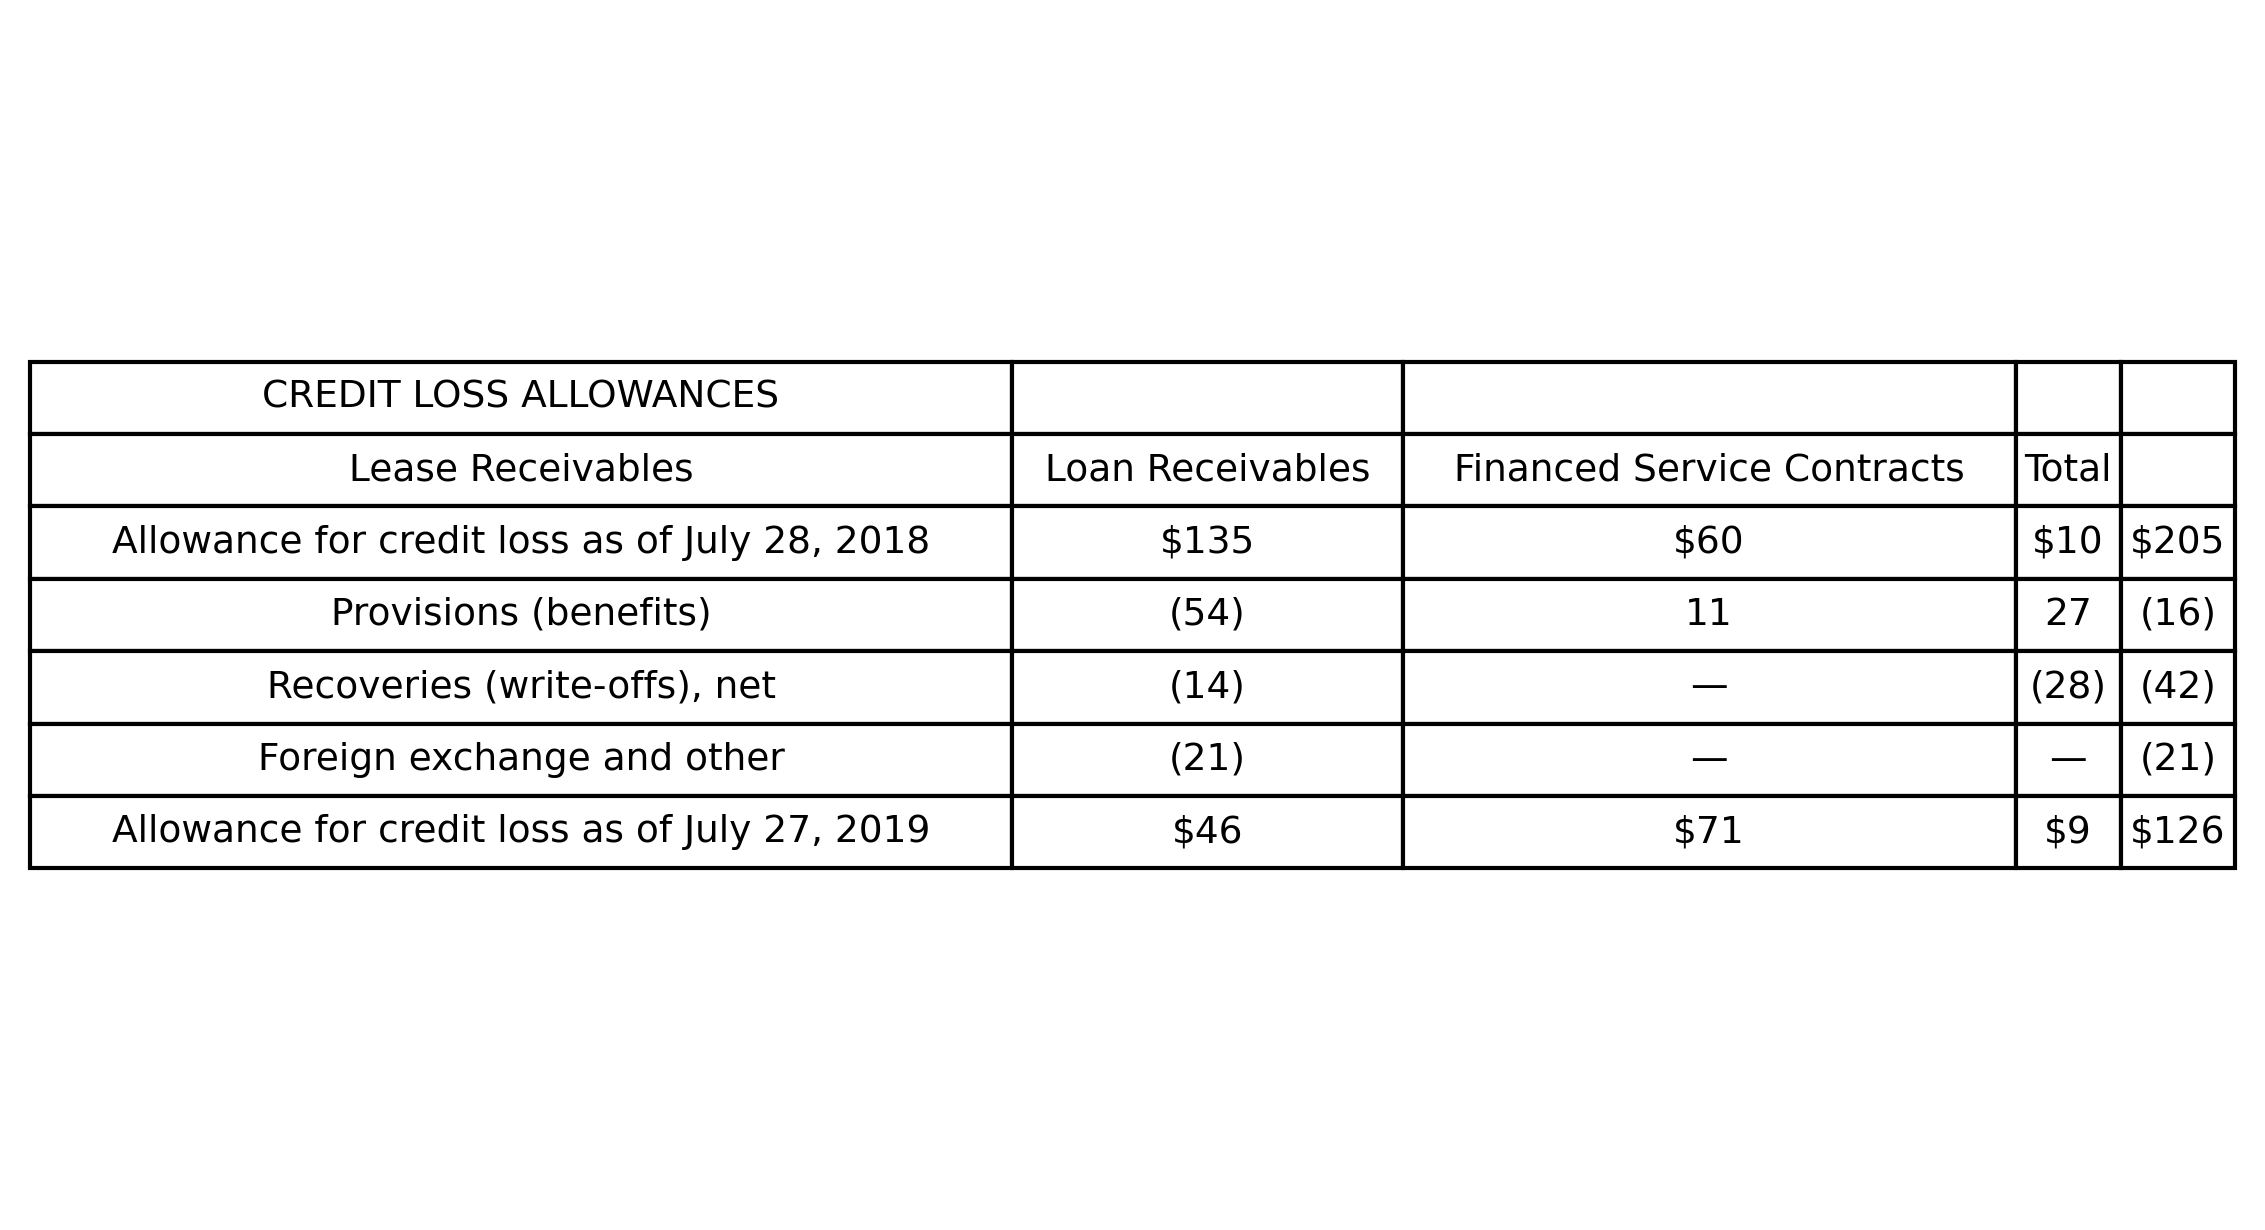 CREDIT LOSS ALLOWANCES
Lease Receivables Loan Receivables Financed Service Contracts Total
Allowance for credit loss as of July 28, 2018 $135 $60 $10 $205
Provisions (benefits) (54) 11 27 (16)
Recoveries (write-offs), net (14) — (28) (42)
Foreign exchange and other (21) — — (21)
Allowance for credit loss as of July 27, 2019 $46 $71 $9 $126